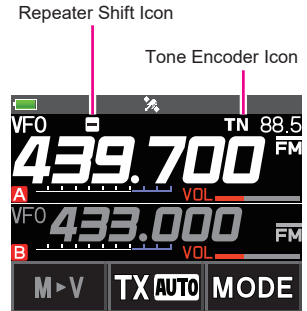 Repeater Shift Icon
Tone Encoder Icon
VFO TN 88.5
439.700 FM
A VOL
VFO 433.000 FM
B VOL
M►V TX AUTO MODE